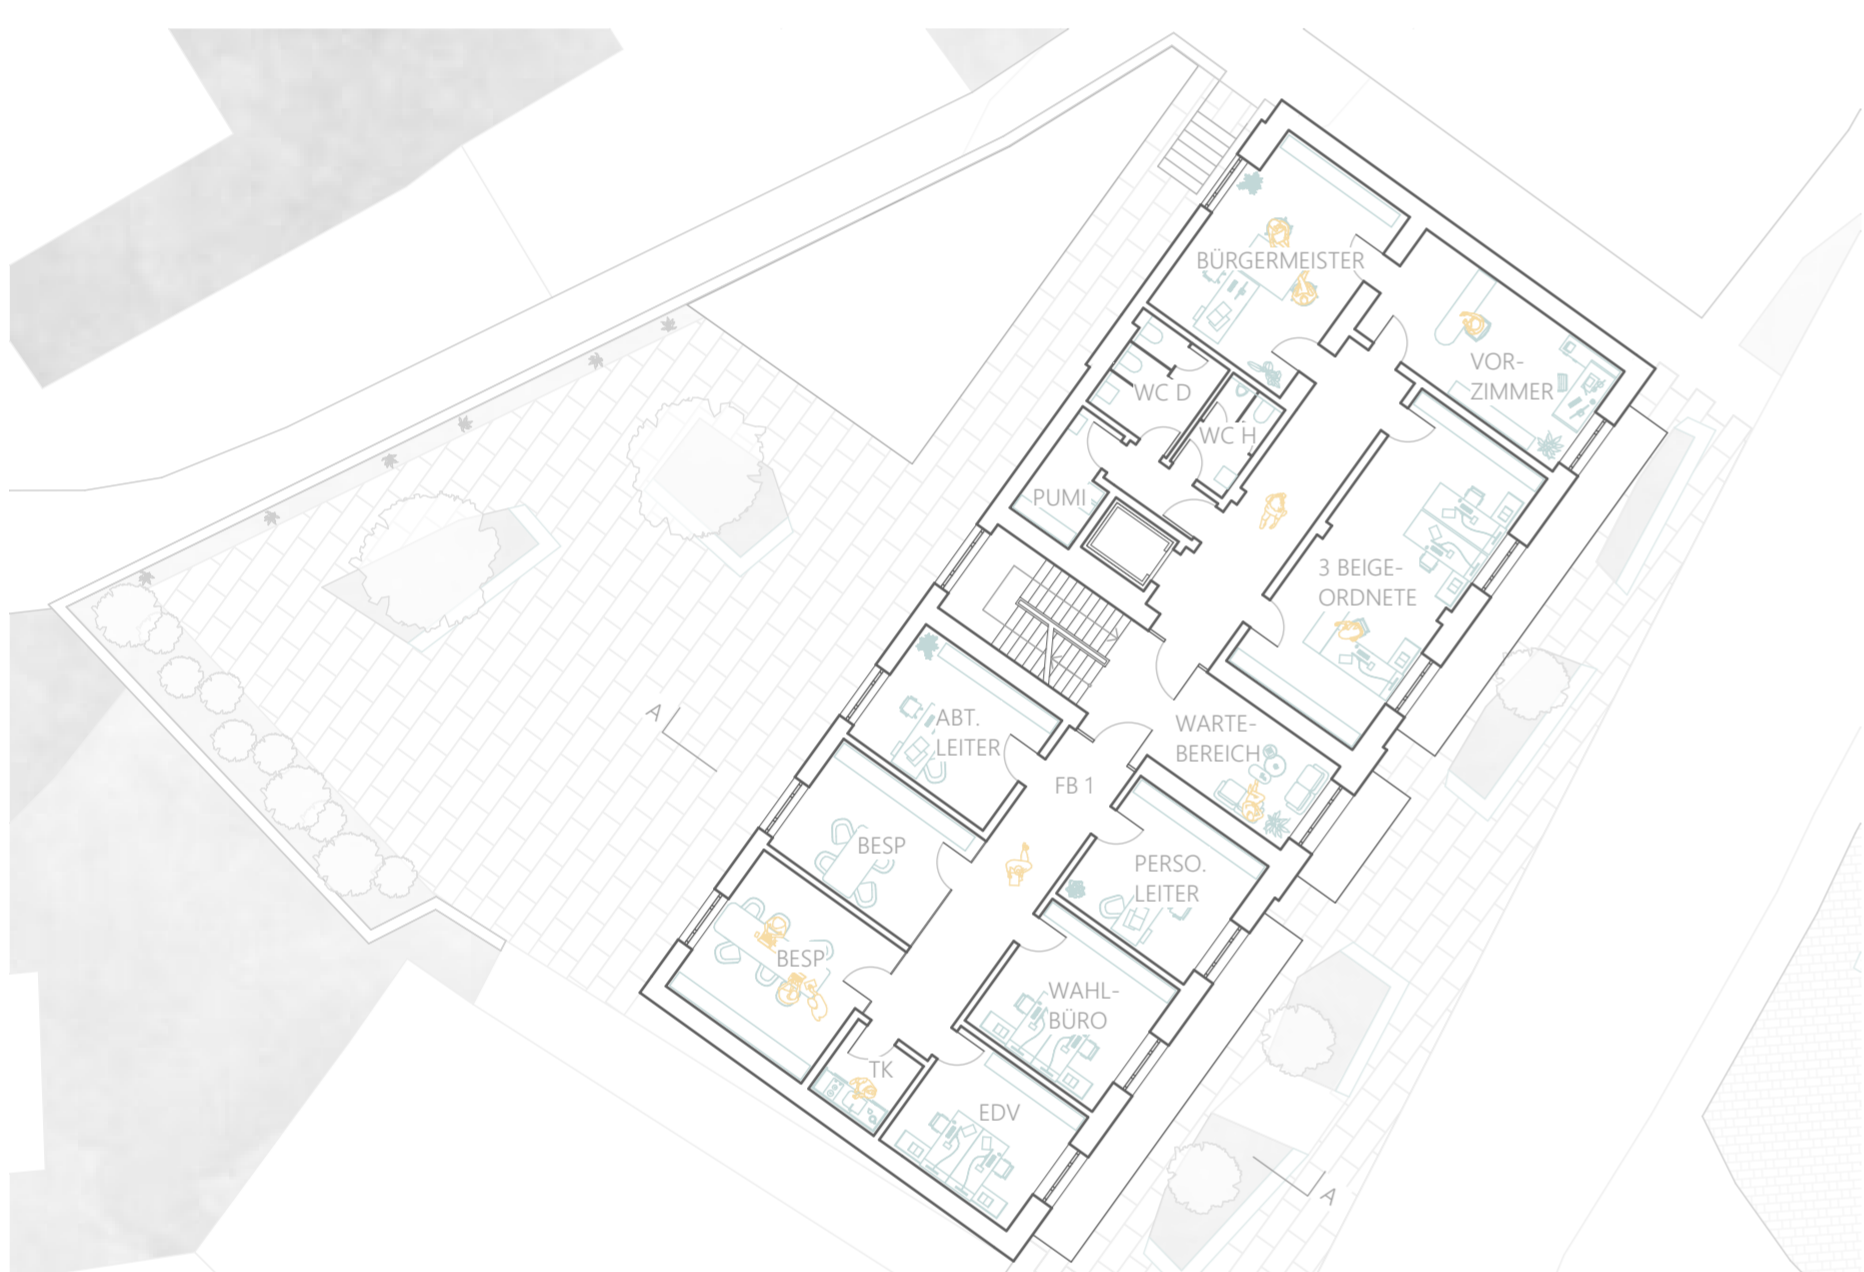 BÜRGERMEISTER
VOR-
ZIMMER
WC D
WC H
PUMI
3 BEIGE-
ORDNETE
A
ABT.
LEITER
WARTE-
BEREICH
FB 1
BESP
PERSO.
LEITER
BESP
WAHL-
BÜRO
TK
EDV
A